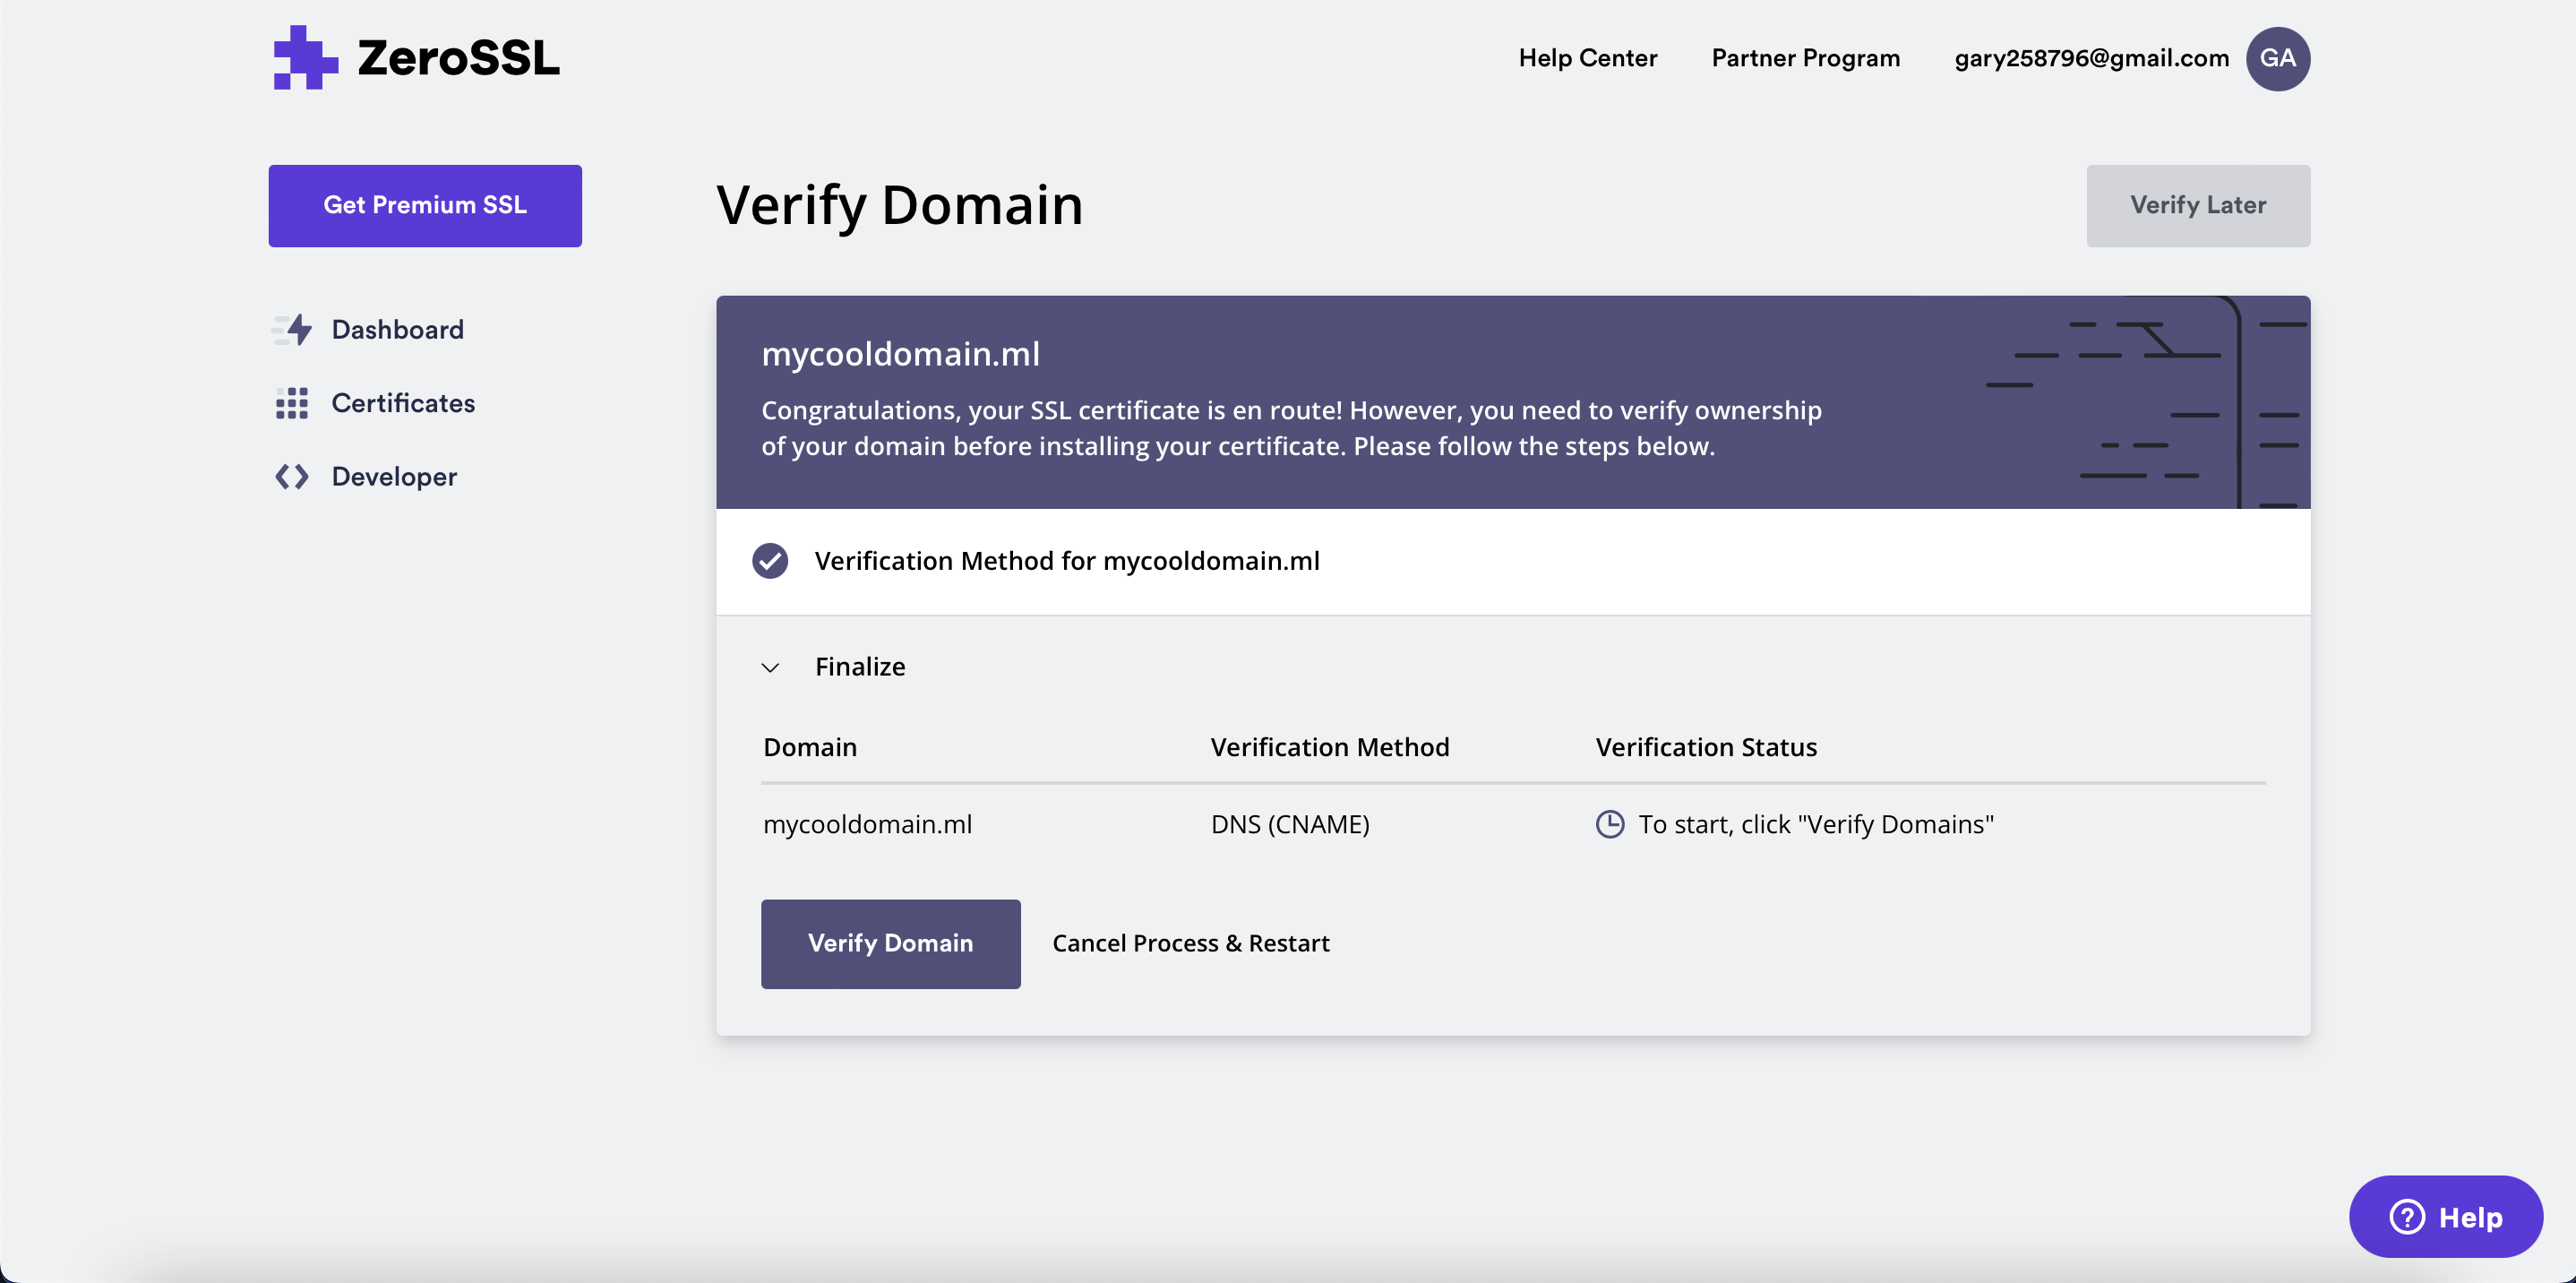 ZeroSSL
Help Center
Partner Program
gary258796@gmail.com
GA
Get Premium SSL
Verify Domain
Verify Later
Dashboard
Certificates
Developer
mycooldomain.ml
Congratulations, your SSL certificate is en route! However, you need to verify ownership
of your domain before installing your certificate. Please follow the steps below.
Verification Method for mycooldomain.ml
Finalize
Domain
Verification Method
Verification Status
mycooldomain.ml
DNS (CNAME)
To start, click "Verify Domains"
Verify Domain
Cancel Process & Restart
Help